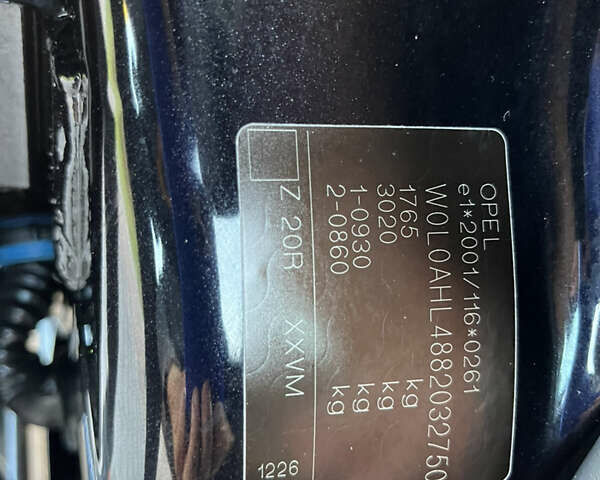 OPEL
e1*2001/116*0261
W0L0AHL4882032750
1765 kg
3020 kg
1-0930 kg
2-0860 kg
Z 20R XXVM 1226